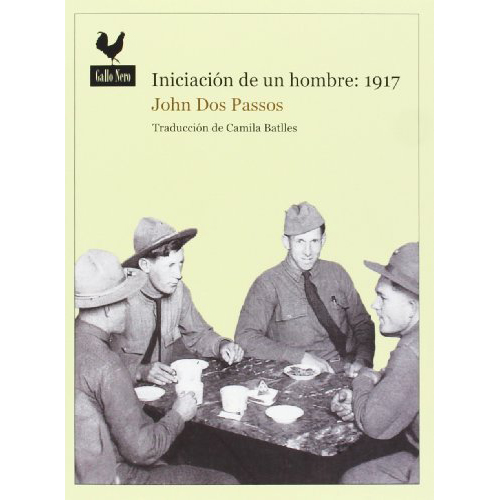 Gallo Nero
Iniciación de un hombre: 1917
John Dos Passos
Traducción de Camila Batlles